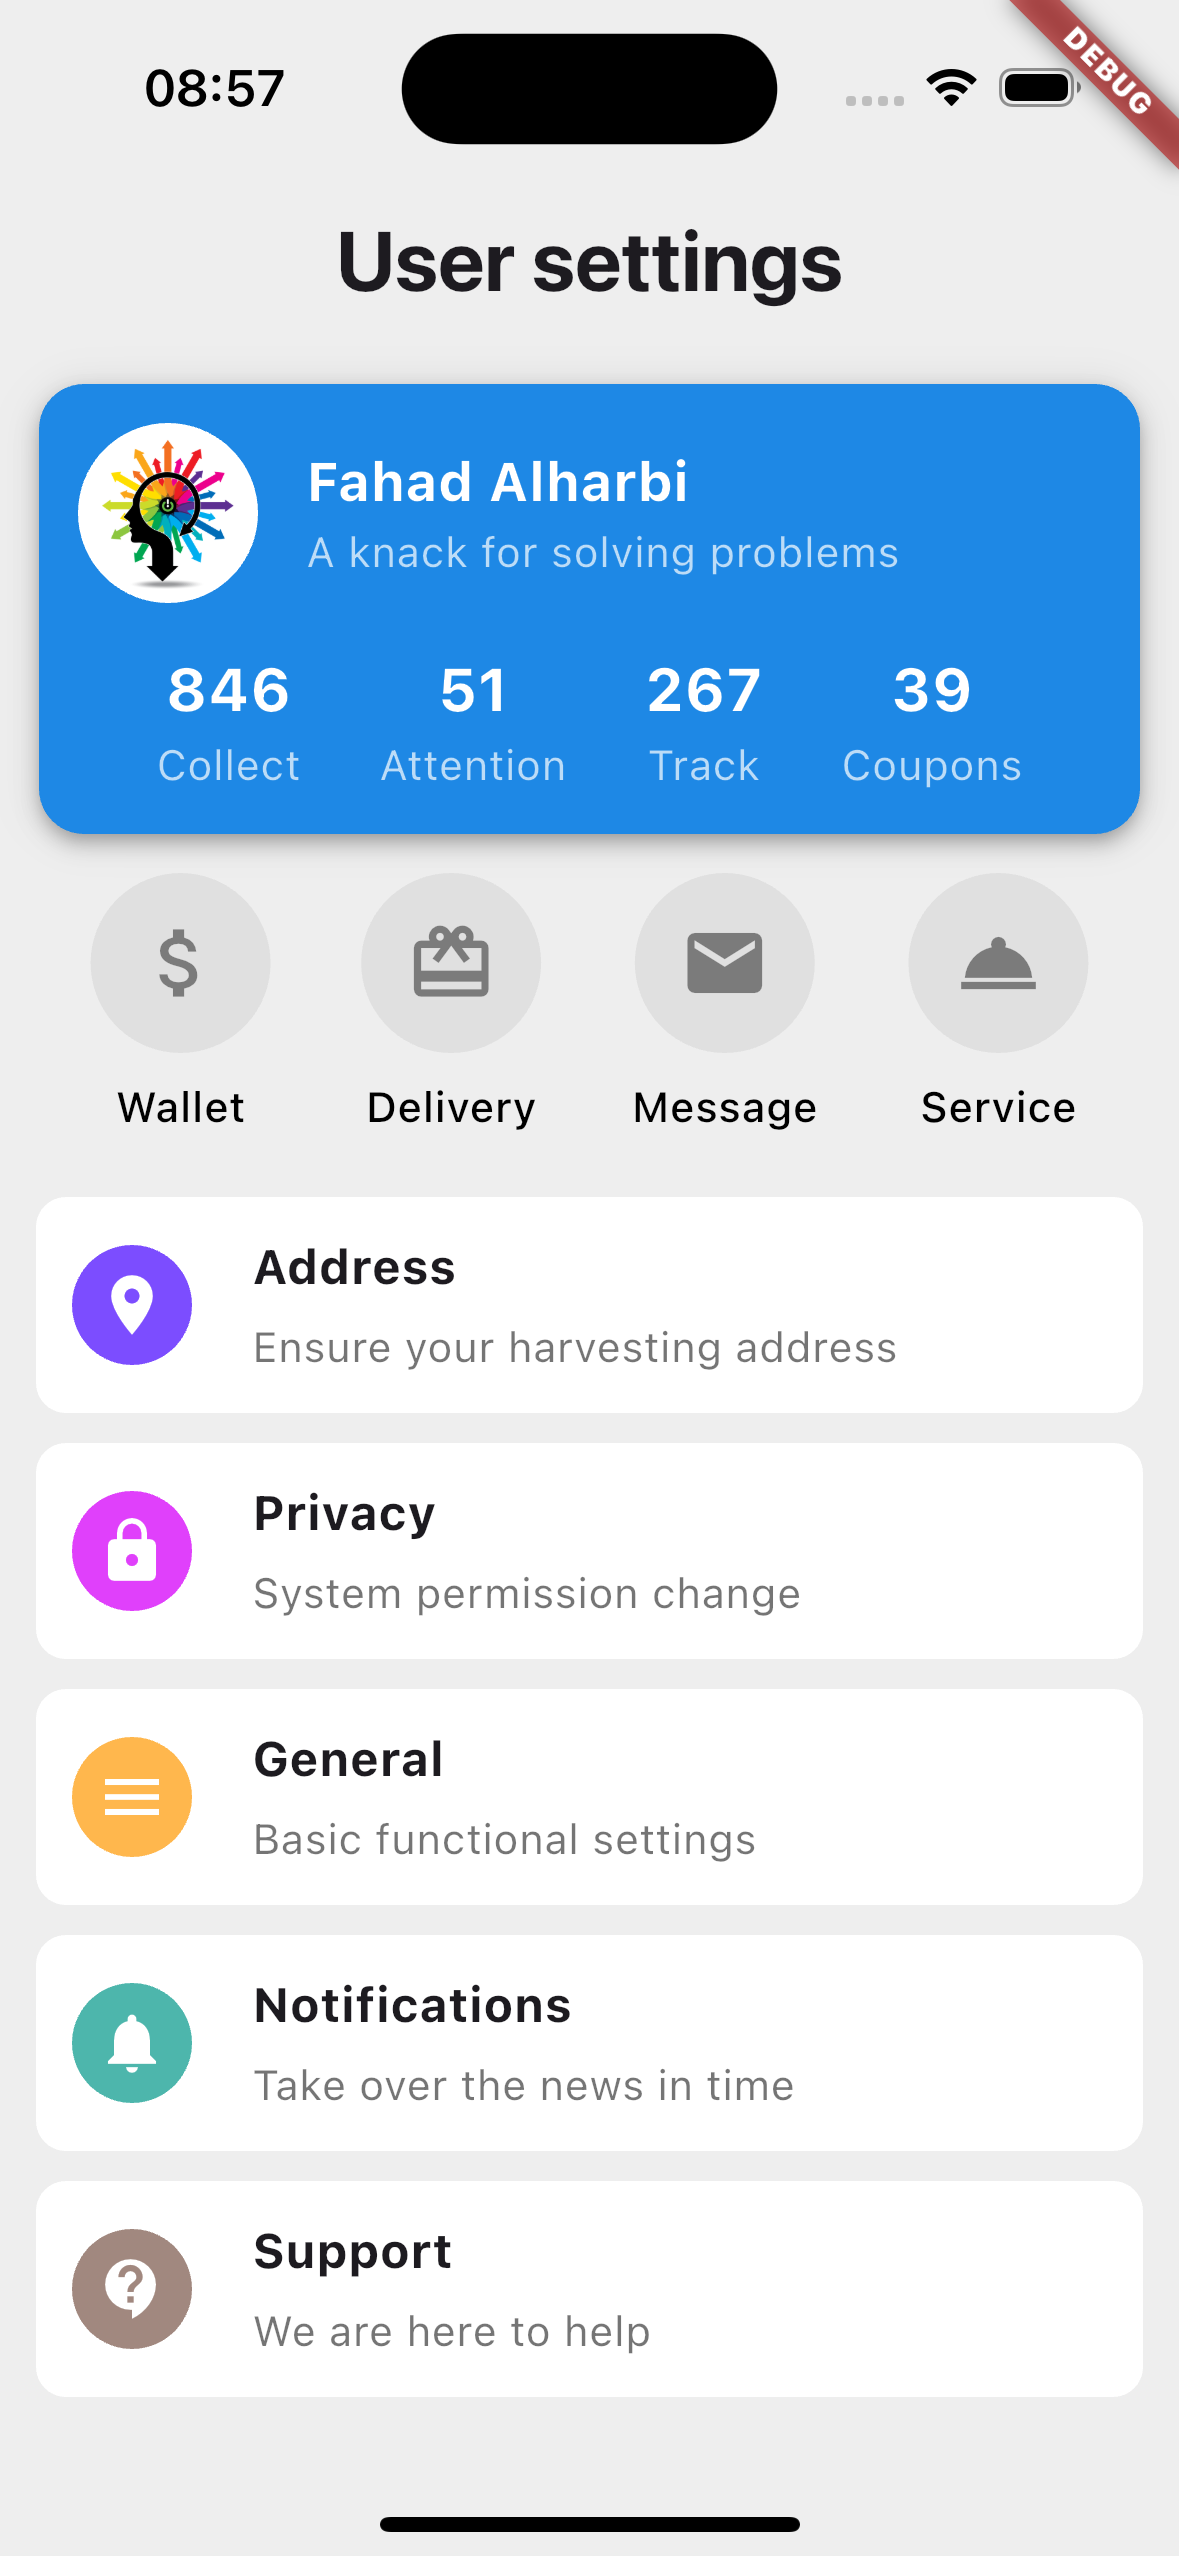 08:57
DEBUG
User settings
Fahad Alharbi
A knack for solving problems
846 51 267 39
Collect Attention Track Coupons
Wallet Delivery Message Service
Address
Ensure your harvesting address
Privacy
System permission change
General
Basic functional settings
Notifications
Take over the news in time
Support
We are here to help